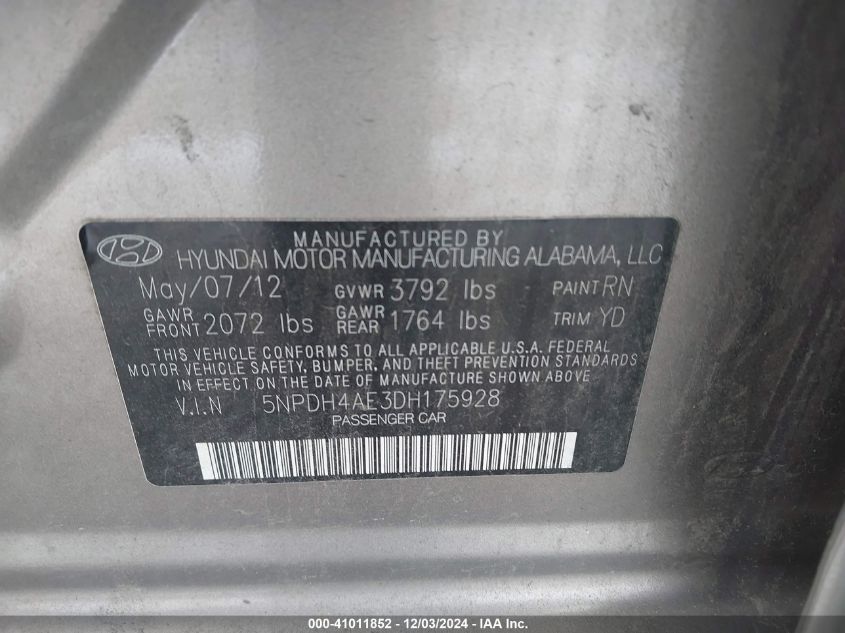 MANUFACTURED BY
HYUNDAI MOTOR MANUFACTURING ALABAMA, LLC
May/07/12 GVWR 3792 lbs PAINT RN
GAWR FRONT 2072 lbs GAWR REAR 1764 lbs TRIM YD
THIS VEHICLE CONFORMS TO ALL APPLICABLE U.S.A. FEDERAL
MOTOR VEHICLE SAFETY, BUMPER, AND THEFT PREVENTION STANDARDS
IN EFFECT ON THE DATE OF MANUFACTURE SHOWN ABOVE
V.I.N 5NPDH4AE3DH175928
PASSENGER CAR
000-41011852 - 12/03/2024 - IAA Inc.